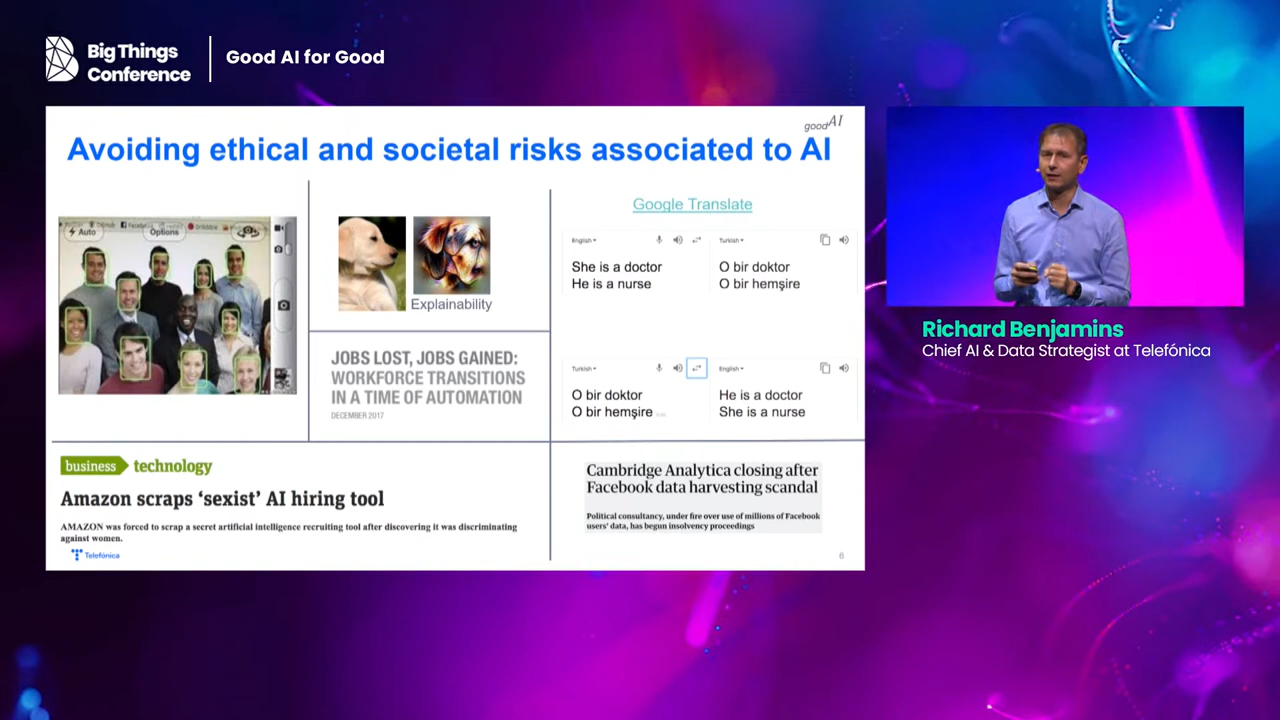 Big Things
Conference
Good AI for Good
goodAI
Avoiding ethical and societal risks associated to AI
Auto
Options
Explainability
JOBS LOST, JOBS GAINED:
WORKFORCE TRANSITIONS
IN A TIME OF AUTOMATION
DECEMBER 2017
Google Translate
English
Turkish
She is a doctor
He is a nurse
O bir doktor
O bir hemşire
Turkish
English
O bir doktor
O bir hemşire
He is a doctor
She is a nurse
business technology
Amazon scraps ‘sexist’ AI hiring tool
AMAZON was forced to scrap a secret artificial intelligence recruiting tool after discovering it was discriminating
against women.
Telefónica
Cambridge Analytica closing after
Facebook data harvesting scandal
Political consultancy, under fire over use of millions of Facebook
users' data, has begun insolvency proceedings
6
Richard Benjamins
Chief AI & Data Strategist at Telefónica